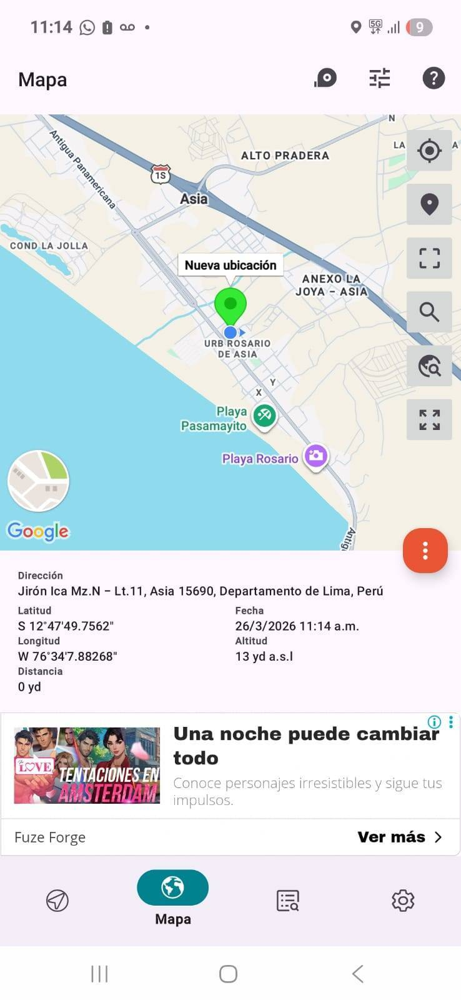 11:14
5G
9
Mapa
N
Antigua Panamericana
ALTO PRADERA
LA
A
1S
Asia
COND LA JOLLA
Nueva ubicación
ANEXO LA
JOYA – ASIA
URB ROSARIO
DE ASIA
Y
X
Playa
Pasamayito
Playa Rosario
Google
Antigu
Dirección
Jirón Ica Mz.N – Lt.11, Asia 15690, Departamento de Lima, Perú
Latitud
Fecha
S 12°47'49.7562"
26/3/2026 11:14 a.m.
Longitud
Altitud
W 76°34'7.88268"
13 yd a.s.l
Distancia
0 yd
Una noche puede cambiar
todo
LOVE
TENTACIONES EN
AMSTERDAM
Conoce personajes irresistibles y sigue tus
impulsos.
Fuze Forge
Ver más
Mapa